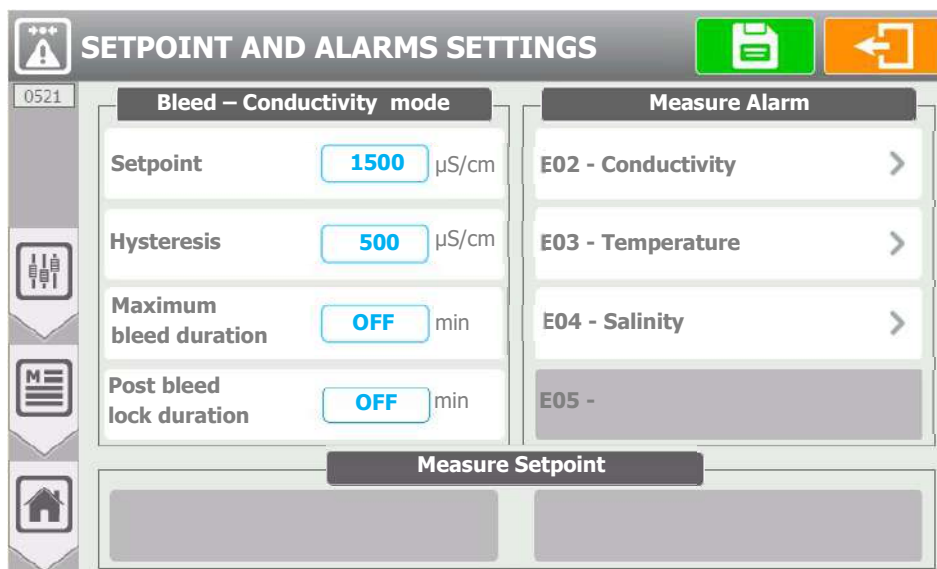 SETPOINT AND ALARMS SETTINGS
0521
Bleed – Conductivity mode
Setpoint 1500 µS/cm
Hysteresis 500 µS/cm
Maximum
bleed duration OFF min
Post bleed
lock duration OFF min
Measure Alarm
E02 - Conductivity
E03 - Temperature
E04 - Salinity
E05 -
Measure Setpoint
M